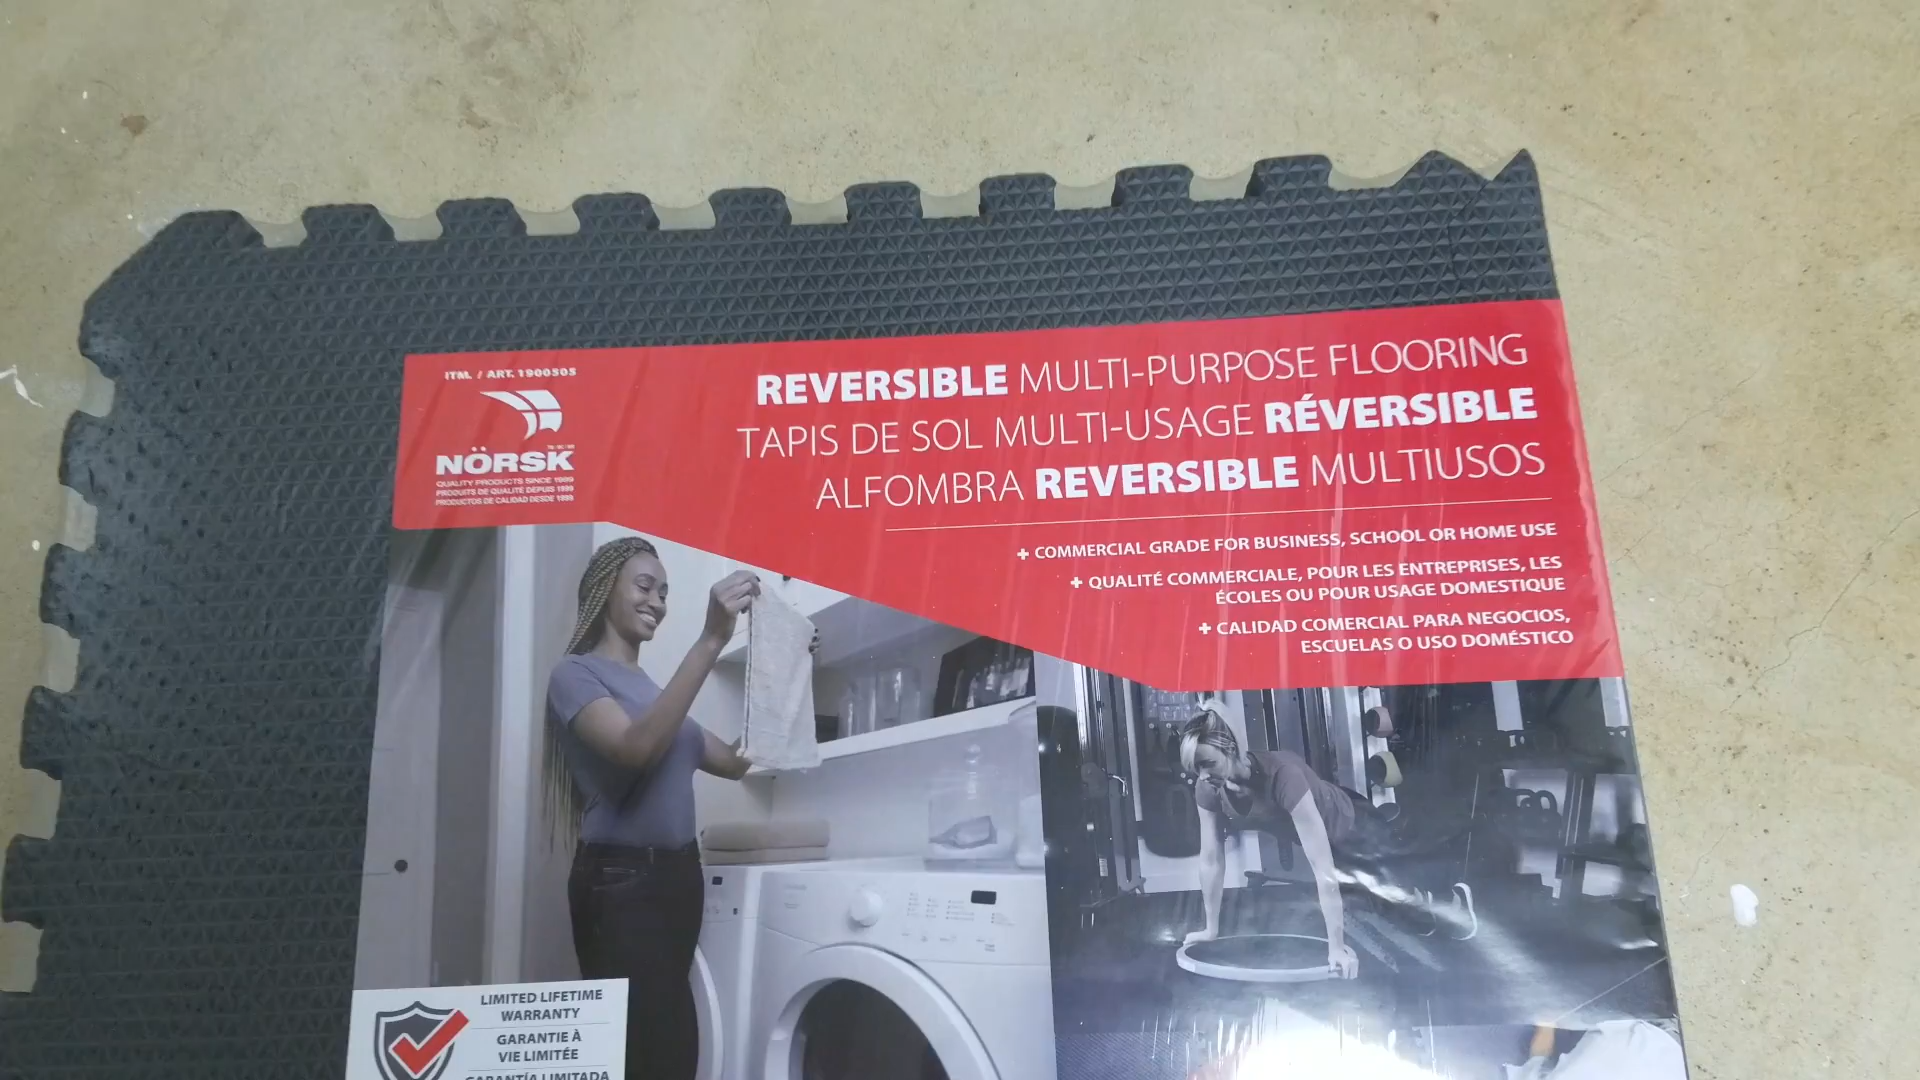 ITM. / ART. 1900505
NÖRSK
QUALITY PRODUCTS SINCE 1999
PRODUITS DE QUALITÉ DEPUIS 1999
PRODUCTOS DE CALIDAD DESDE 1999
REVERSIBLE MULTI-PURPOSE FLOORING
TAPIS DE SOL MULTI-USAGE RÉVERSIBLE
ALFOMBRA REVERSIBLE MULTIUSOS
+ COMMERCIAL GRADE FOR BUSINESS, SCHOOL OR HOME USE
+ QUALITÉ COMMERCIALE, POUR LES ENTREPRISES, LES
ÉCOLES OU POUR USAGE DOMESTIQUE
+ CALIDAD COMERCIAL PARA NEGOCIOS,
ESCUELAS O USO DOMÉSTICO
LIMITED LIFETIME
WARRANTY
GARANTIE À
VIE LIMITÉE
GARANTÍA LIMITADA